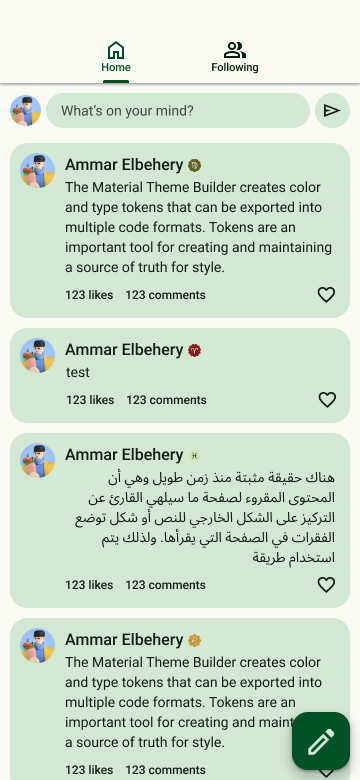 Home
Following
What's on your mind?
Ammar Elbehery
The Material Theme Builder creates color
and type tokens that can be exported into
multiple code formats. Tokens are an
important tool for creating and maintaining
a source of truth for style.
123 likes 123 comments
Ammar Elbehery
test
123 likes 123 comments
Ammar Elbehery
هناك حقيقة مثبتة منذ زمن طويل وهي أن
المحتوى المقروء لصفحة ما سيلهي القارئ عن
التركيز على الشكل الخارجي للنص أو شكل توضع
الفقرات في الصفحة التي يقرأها. ولذلك يتم
استخدام طريقة
123 likes 123 comments
Ammar Elbehery
The Material Theme Builder creates color
and type tokens that can be exported into
multiple code formats. Tokens are an
important tool for creating and
a source of truth for style.
123 likes 123 comments